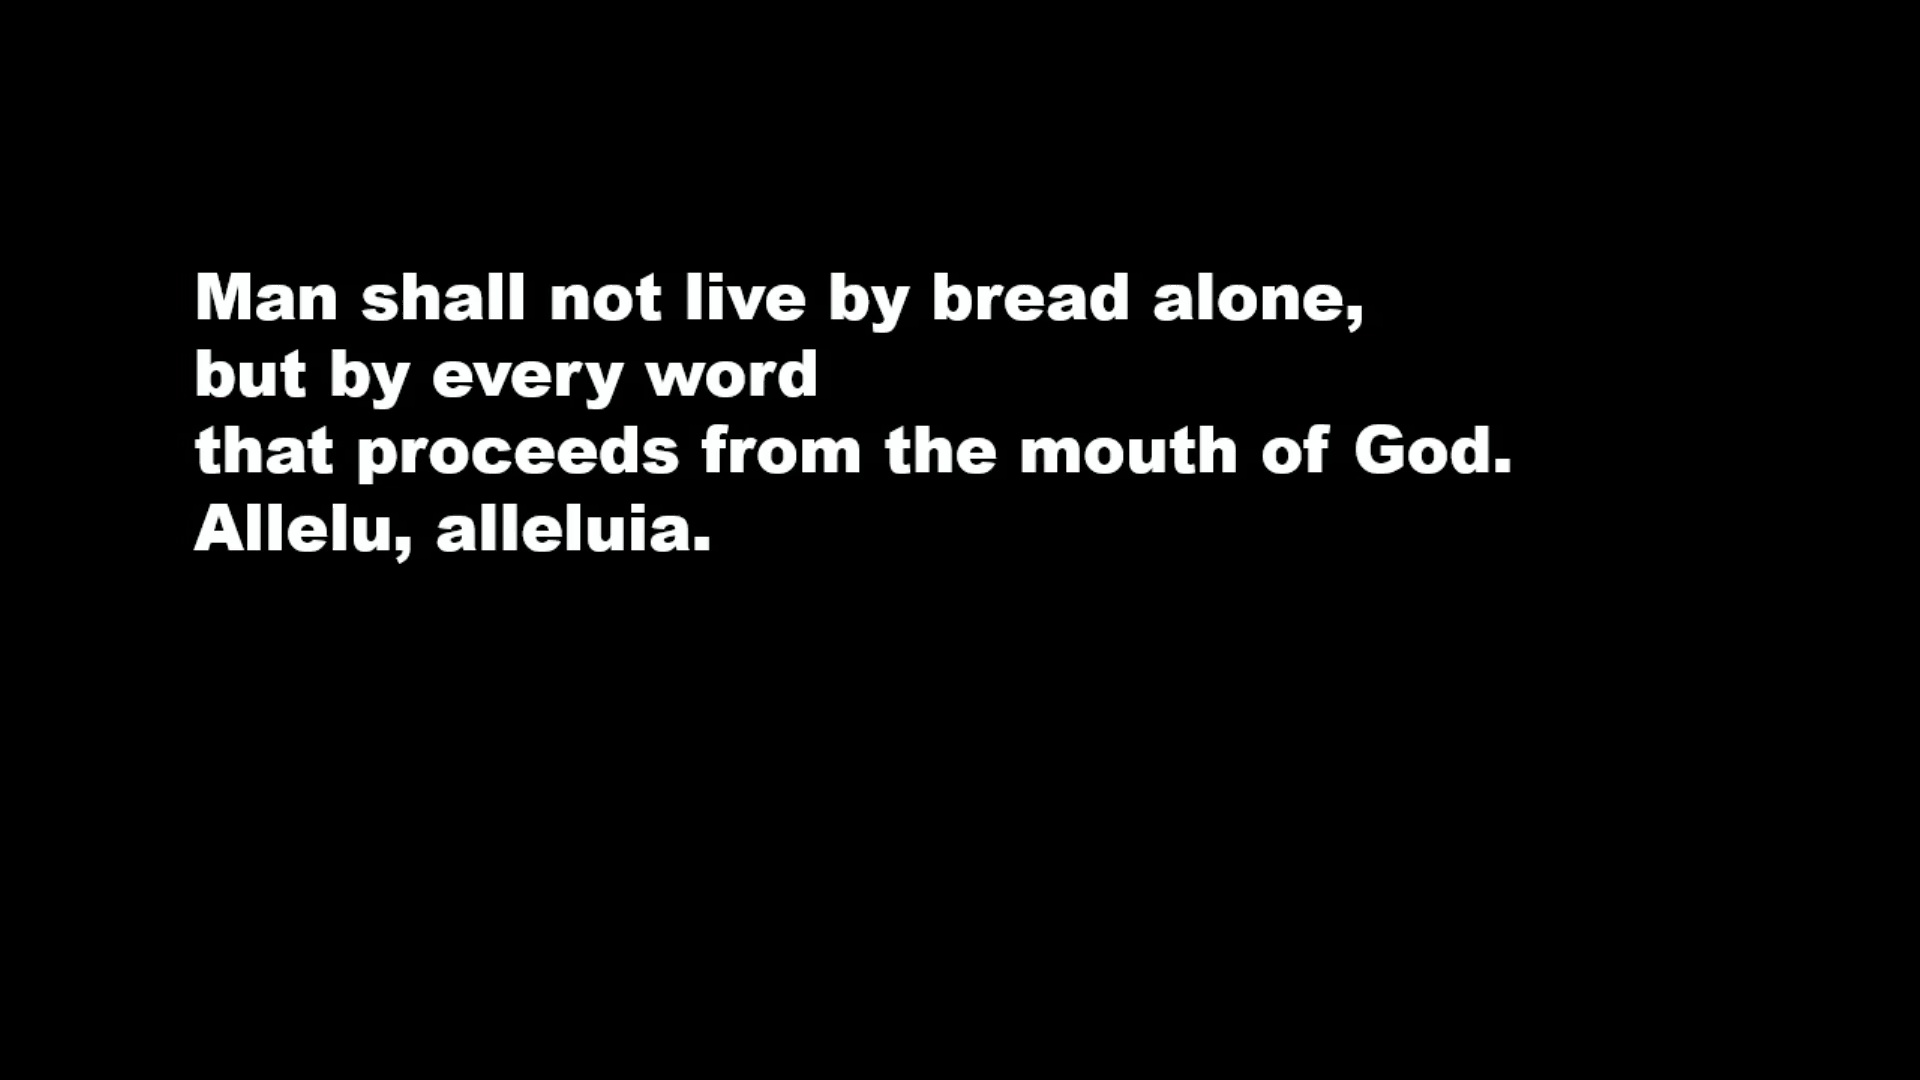 Man shall not live by bread alone,
but by every word
that proceeds from the mouth of God.
Allelu, alleluia.